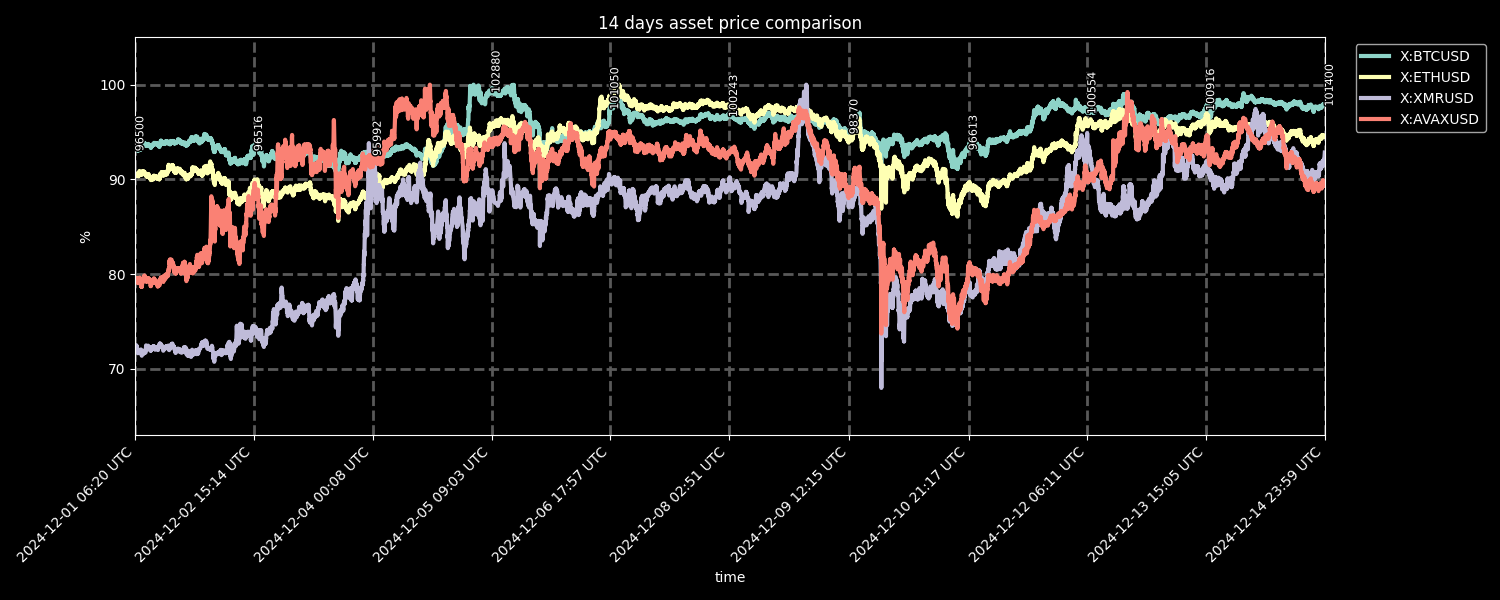 14 days asset price comparison
X:BTCUSD
X:ETHUSD
X:XMRUSD
X:AVAXUSD
%
100
90
80
70
96500
96516
95992
102880
101050
100243
98370
96613
100554
100916
101400
2024-12-01 06:20 UTC
2024-12-02 15:14 UTC
2024-12-04 00:08 UTC
2024-12-05 09:03 UTC
2024-12-06 17:57 UTC
2024-12-08 02:51 UTC
2024-12-09 12:15 UTC
2024-12-10 21:17 UTC
2024-12-12 06:11 UTC
2024-12-13 15:05 UTC
2024-12-14 23:59 UTC
time